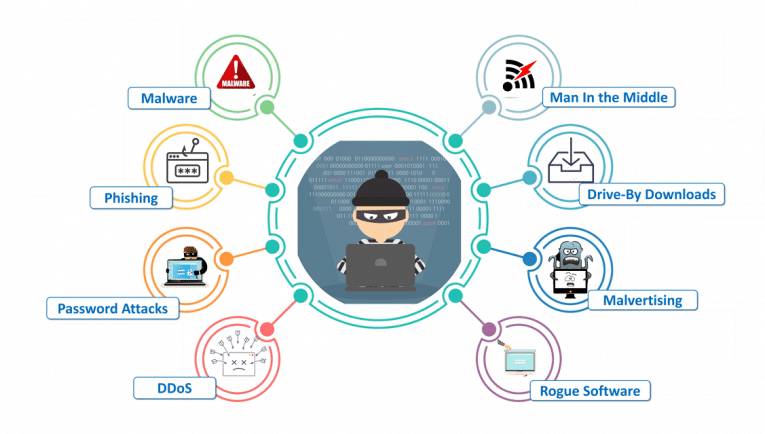 MALWARE
Malware
Man In the Middle
***
Phishing
Drive-By Downloads
Password Attacks
Malvertising
DDoS
Rogue Software